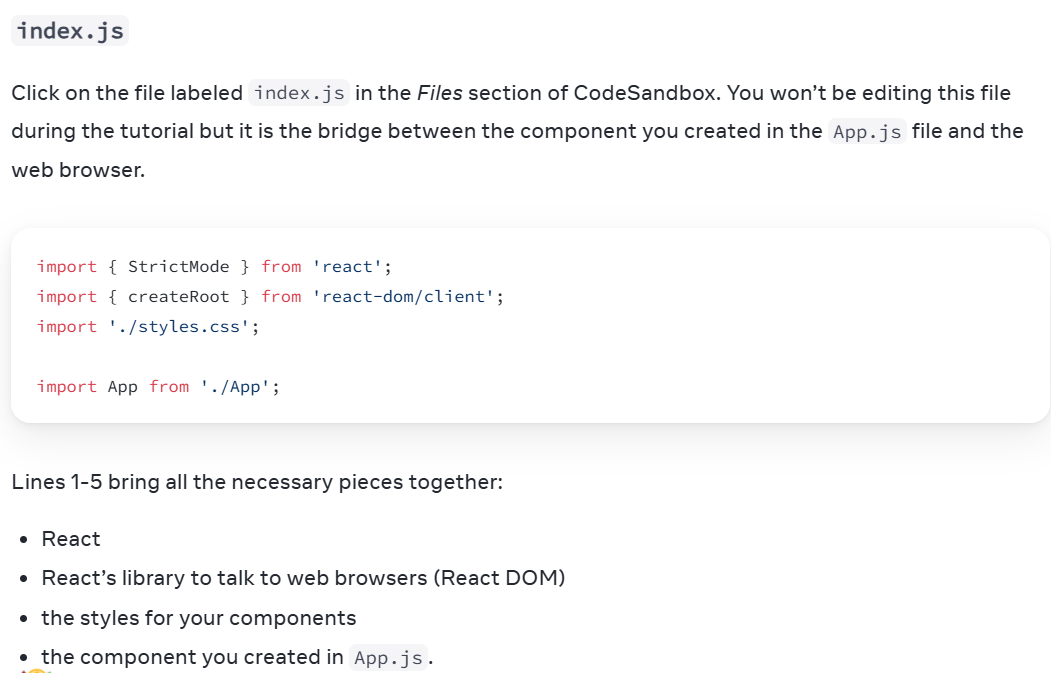 index.js
Click on the file labeled index.js in the Files section of CodeSandbox. You won’t be editing this file
during the tutorial but it is the bridge between the component you created in the App.js file and the
web browser.
import { StrictMode } from 'react';
import { createRoot } from 'react-dom/client';
import './styles.css';
import App from './App';
Lines 1-5 bring all the necessary pieces together:
• React
• React’s library to talk to web browsers (React DOM)
• the styles for your components
• the component you created in App.js.